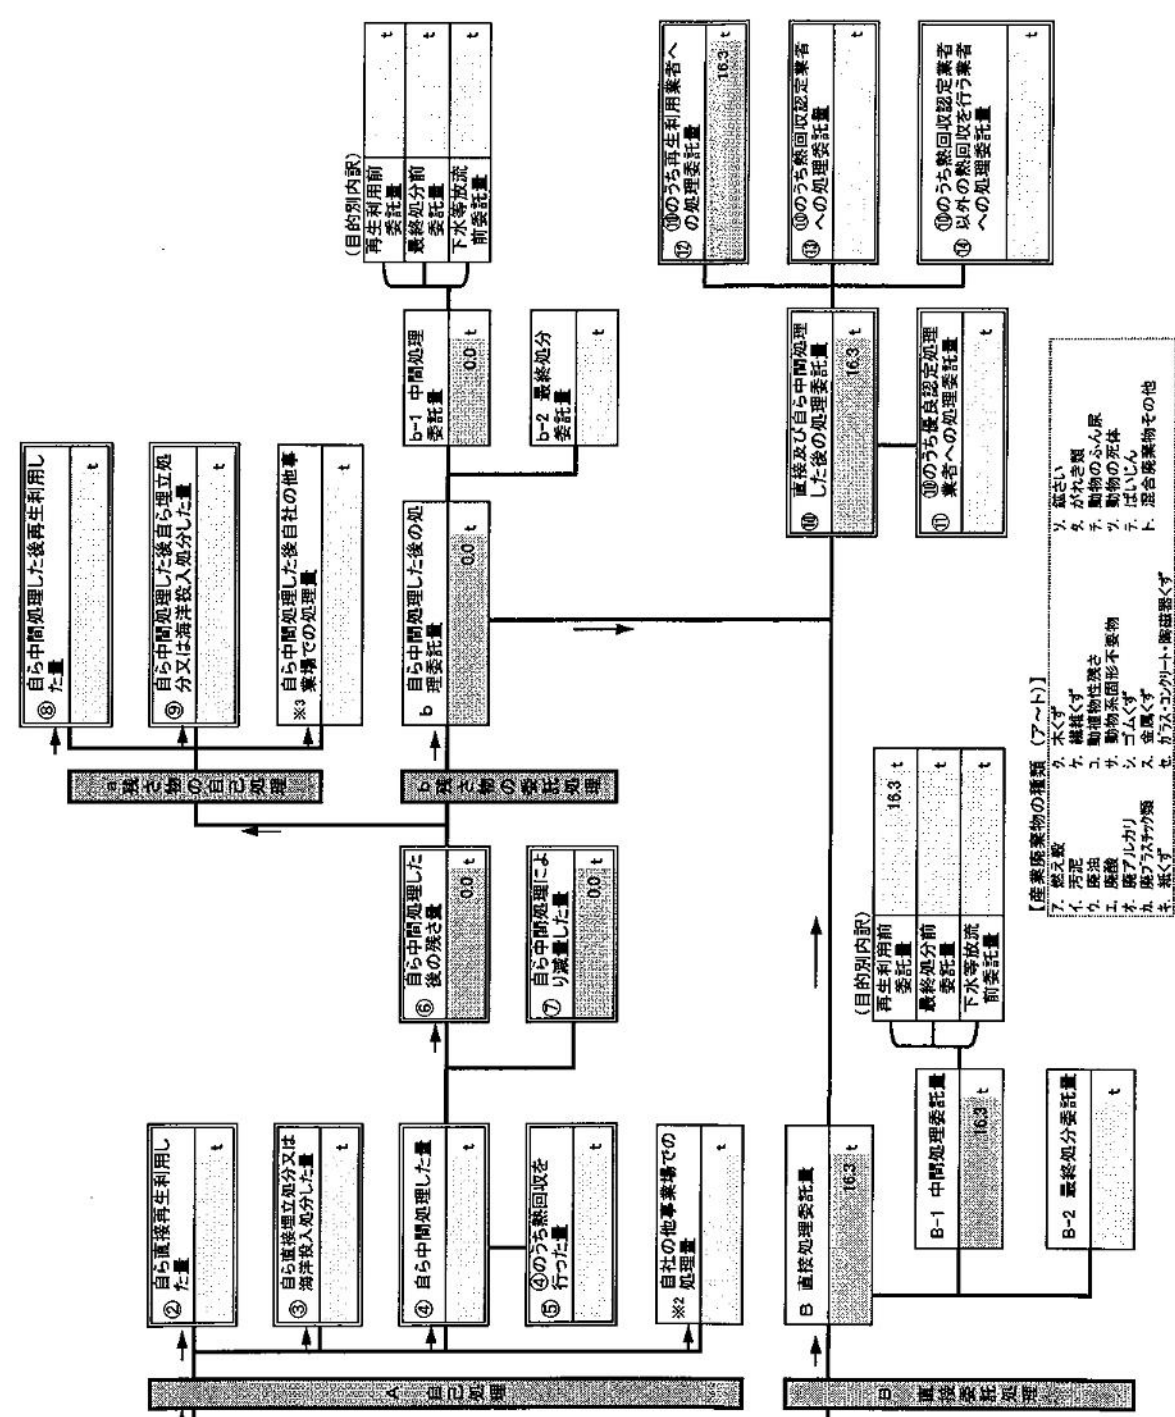 A 自己処理
②
自ら直接再生利用し
た量
t
③
自ら直接埋立処分又は
海洋投入処分した量
t
④ 自ら中間処理した量
t
⑤
④のうち熱回収を
行った量
t
※2
自社の他事業場での
処理量
t
⑥
自ら中間処理した
後の残さ量
0.0 t
⑦
自ら中間処理によ
り減量した量
0.0 t
a 残さ物の自己処理
⑧
自ら中間処理した後再生利用し
た量
t
⑨
自ら中間処理した後自ら埋立処
分又は海洋投入処分した量
t
※3
自ら中間処理した後自社の他事
業場での処理量
t
b 残さ物の委託処理
b
自ら中間処理した後の処
理委託量
0.0 t
b-1 中間処理
委託量
0.0 t
b-2 最終処分
委託量
t
(目的別内訳)
再生利用前
委託量
t
最終処分前
委託量
t
下水等放流
前委託量
t
B 直接委託処理
B 直接処理委託量
16.3 t
B-1 中間処理委託量
16.3 t
B-2 最終処分委託量
t
(目的別内訳)
再生利用前
委託量
16.3 t
最終処分前
委託量
t
下水等放流
前委託量
t
⑩
直接及び自ら中間処理
した後の処理委託量
16.3 t
⑪
⑩のうち優良認定処理
業者への処理委託量
t
⑫
⑩のうち再生利用業者へ
の処理委託量
16.3 t
⑬
⑩のうち熱回収認定業者
への処理委託量
t
⑭
⑩のうち熱回収認定業者
以外の熱回収を行う業者
への処理委託量
t
【産業廃棄物の種類 (ア～ト)】
ア. 燃え殻
イ. 汚泥
ウ. 廃油
エ. 廃酸
オ. 廃アルカリ
カ. 廃プラスチック類
キ. 紙くず
ク. 木くず
ケ. 繊維くず
コ. 動植物性残さ
サ. 動物系固形不要物
シ. ゴムくず
ス. 金属くず
セ. ガラス・コンクリート・陶磁器くず
ソ. 鉱さい
タ. がれき類
チ. 動物のふん尿
ツ. 動物の死体
テ. ばいじん
ト. 混合廃棄物その他